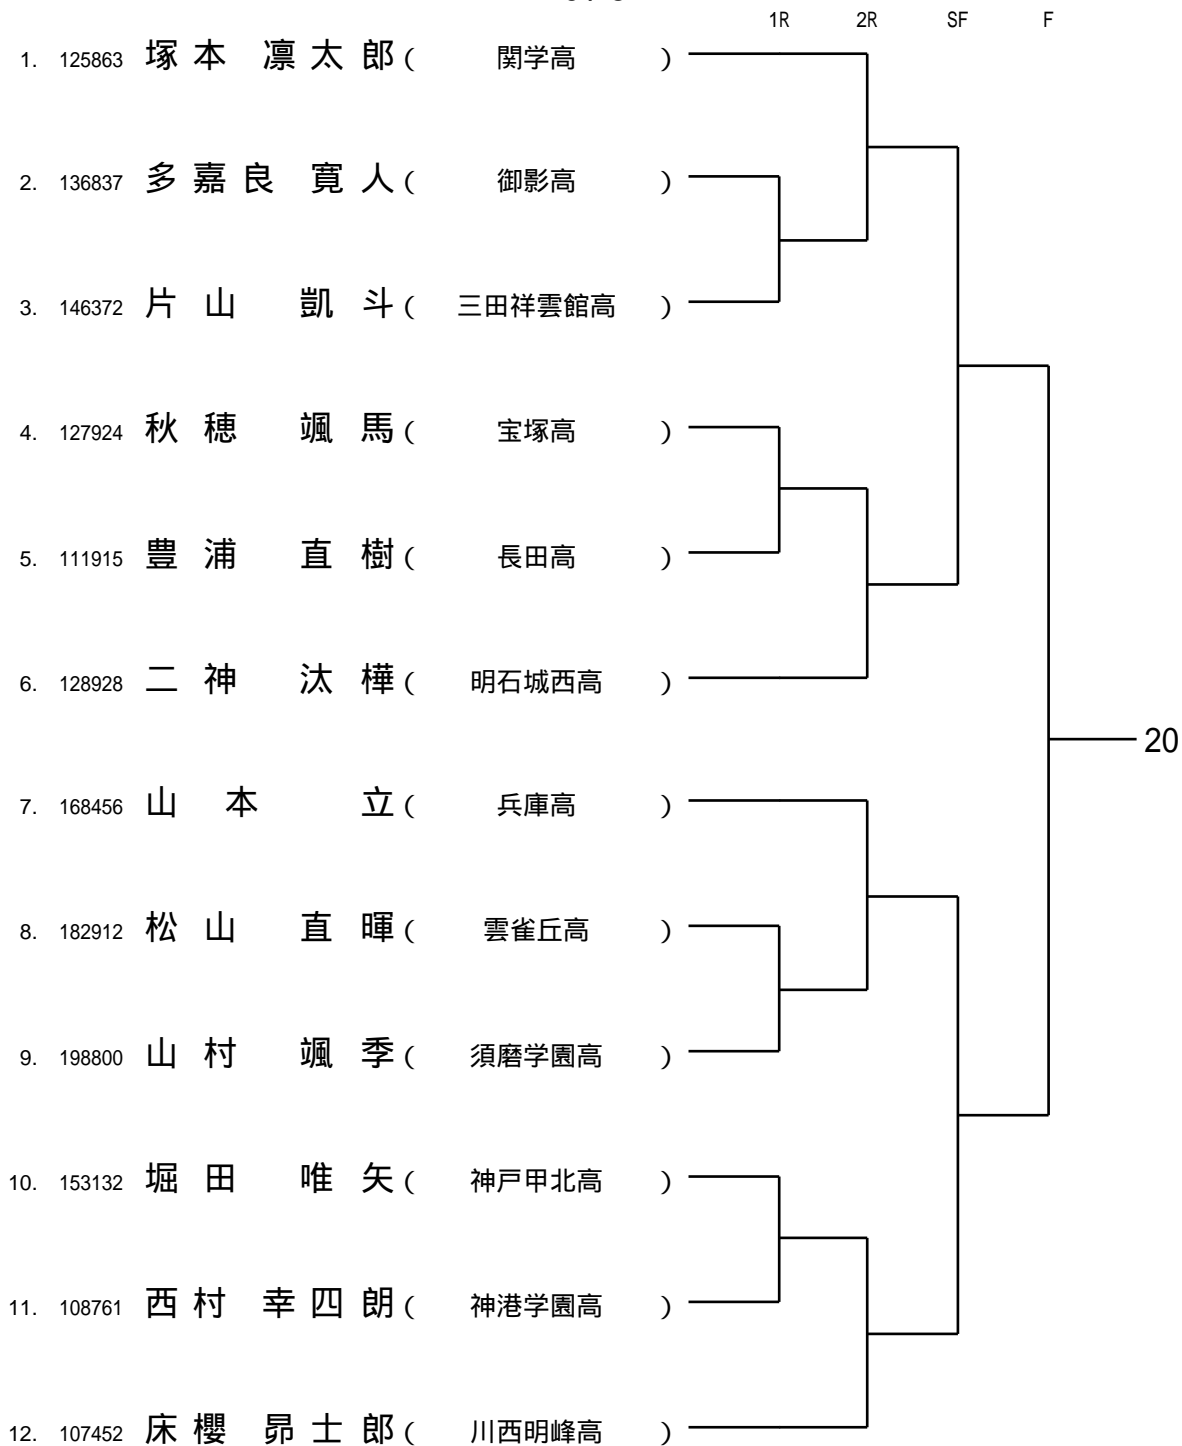 1R 2R SF F
1. 125863 塚本 凛太郎 ( 関学高 )
2. 136837 多嘉良 寛人 ( 御影高 )
3. 146372 片山 凱斗 ( 三田祥雲館高 )
4. 127924 秋穂 颯馬 ( 宝塚高 )
5. 111915 豊浦 直樹 ( 長田高 )
6. 128928 二神 汰樺 ( 明石城西高 )
20
7. 168456 山本 立 ( 兵庫高 )
8. 182912 松山 直暉 ( 雲雀丘高 )
9. 198800 山村 颯季 ( 須磨学園高 )
10. 153132 堀田 唯矢 ( 神戸甲北高 )
11. 108761 西村 幸四朗 ( 神港学園高 )
12. 107452 床櫻 昴士郎 ( 川西明峰高 )